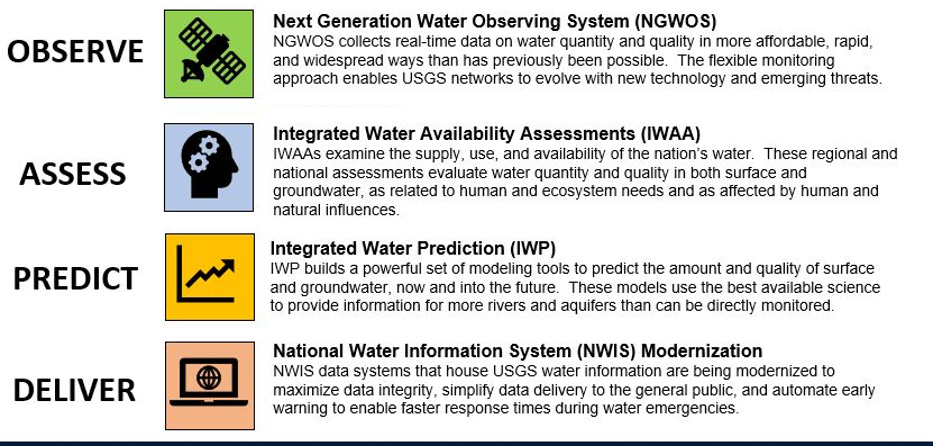 OBSERVE
Next Generation Water Observing System (NGWOS)
NGWOS collects real-time data on water quantity and quality in more affordable, rapid,
and widespread ways than has previously been possible. The flexible monitoring
approach enables USGS networks to evolve with new technology and emerging threats.
ASSESS
Integrated Water Availability Assessments (IWAA)
IWAAs examine the supply, use, and availability of the nation's water. These regional and
national assessments evaluate water quantity and quality in both surface and
groundwater, as related to human and ecosystem needs and as affected by human and
natural influences.
PREDICT
Integrated Water Prediction (IWP)
IWP builds a powerful set of modeling tools to predict the amount and quality of surface
and groundwater, now and into the future. These models use the best available science
to provide information for more rivers and aquifers than can be directly monitored.
DELIVER
National Water Information System (NWIS) Modernization
NWIS data systems that house USGS water information are being modernized to
maximize data integrity, simplify data delivery to the general public, and automate early
warning to enable faster response times during water emergencies.